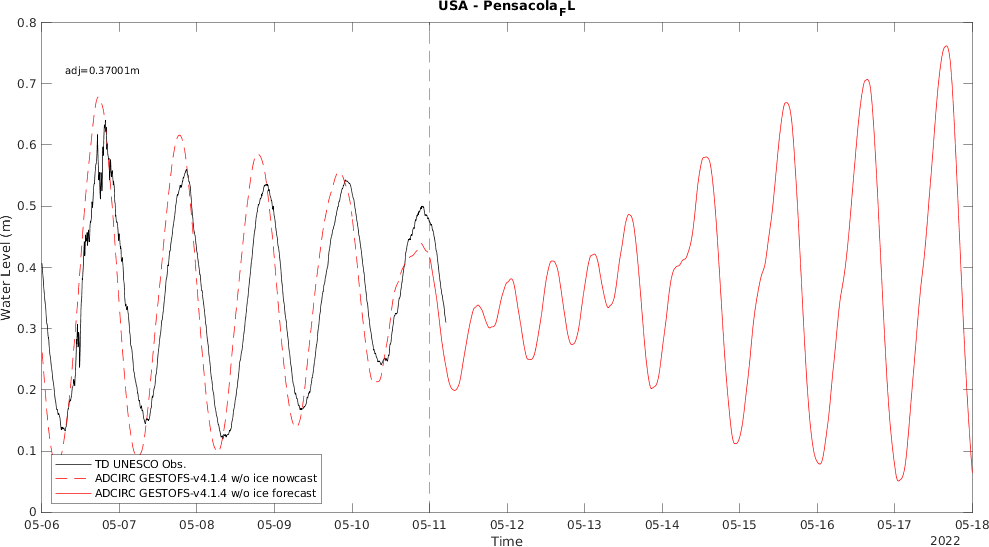 USA - Pensacola_FL
adj=0.37001m
Water Level (m)
0.8
0.7
0.6
0.5
0.4
0.3
0.2
0.1
0
TD UNESCO Obs.
ADCIRC GESTOFS-v4.1.4 w/o ice nowcast
ADCIRC GESTOFS-v4.1.4 w/o ice forecast
05-06 05-07 05-08 05-09 05-10 05-11 05-12 05-13 05-14 05-15 05-16 05-17 05-18
Time
2022